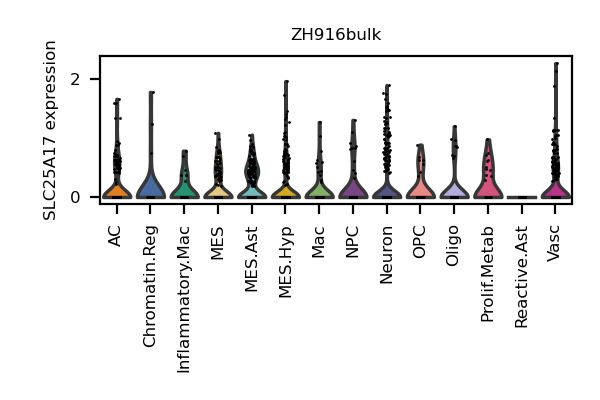 ZH916bulk
SLC25A17 expression
2
0
AC
Chromatin.Reg
Inflammatory.Mac
MES
MES.Ast
MES.Hyp
Mac
NPC
Neuron
OPC
Oligo
Prolif.Metab
Reactive.Ast
Vasc